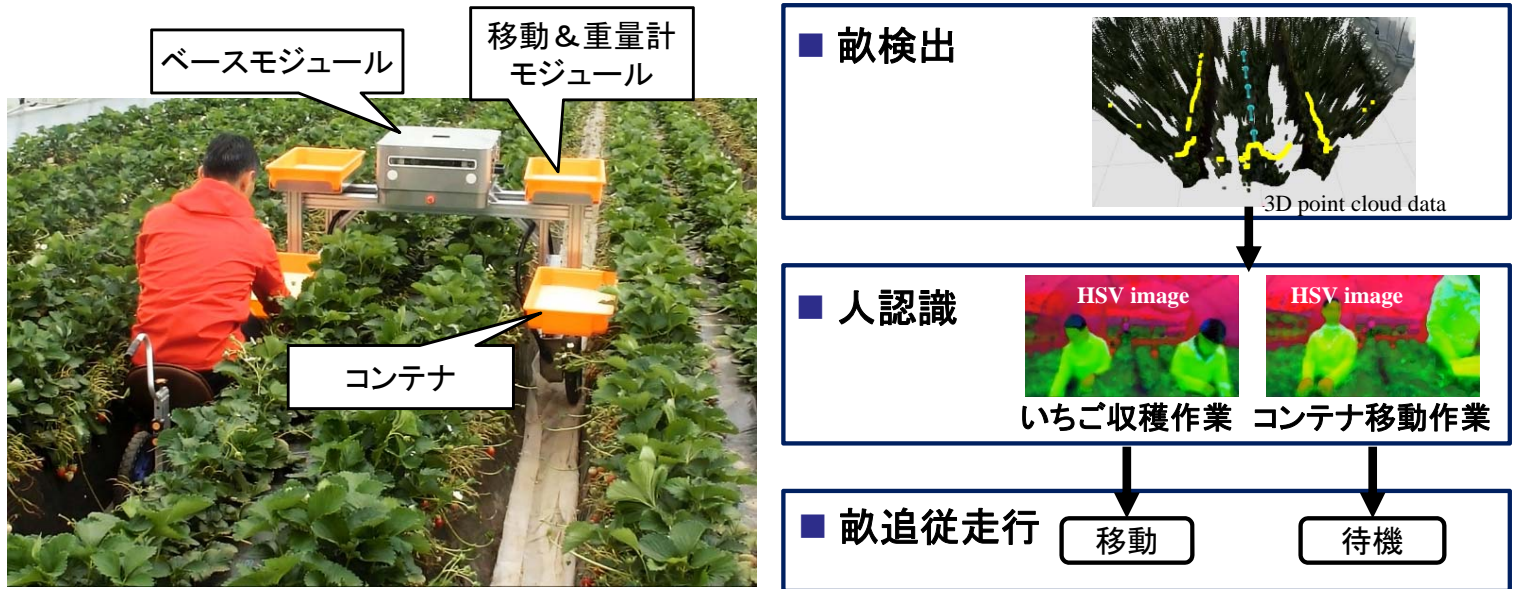 ベースモジュール
移動＆重量計
モジュール
コンテナ
■ 畝検出
3D point cloud data
■ 人認識
HSV image
HSV image
いちご収穫作業
コンテナ移動作業
■ 畝追従走行
移動
待機